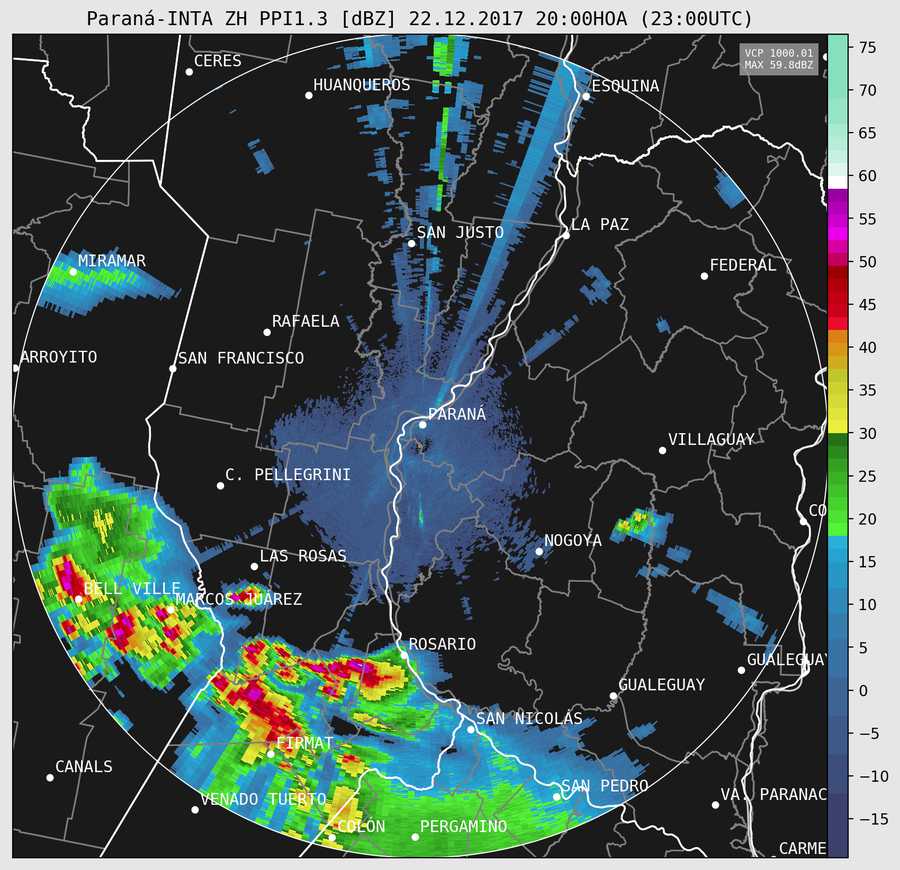 Paraná-INTA ZH PPI1.3 [dBZ] 22.12.2017 20:00HOA (23:00UTC)
VCP 1000.01
MAX 59.8dBZ
CERES
HUANQUEROS
ESQUINA
SAN JUSTO
LA PAZ
MIRAMAR
FEDERAL
RAFAELA
ARROYITO
SAN FRANCISCO
PARANÁ
VILLAGUAY
C. PELLEGRINI
CO
NOGOYA
LAS ROSAS
BELL VILLE
MARCOS JUÁREZ
ROSARIO
GUALEGUAY
GUALEGUAY
SAN NICOLÁS
FIRMAT
CANALS
SAN PEDRO
VENADO TUERTO
VA. PARANAC
COLÓN
PERGAMINO
CARME
75
70
65
60
55
50
45
40
35
30
25
20
15
10
5
0
−5
−10
−15